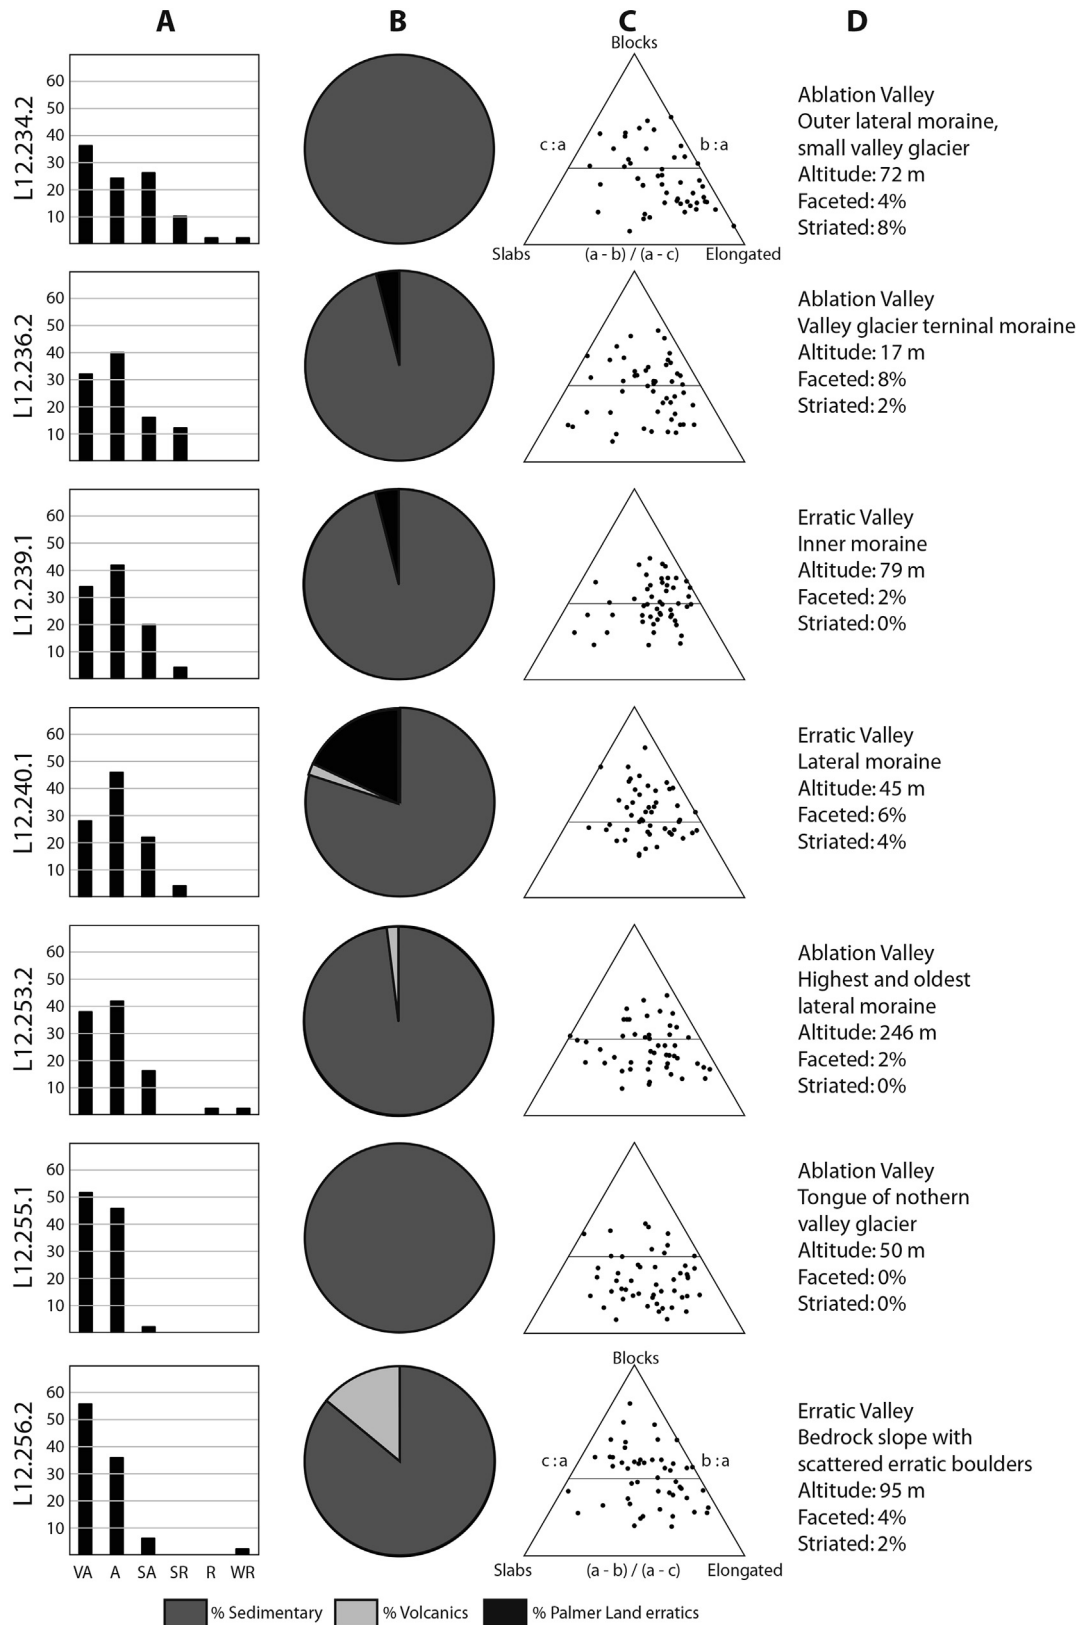 A B C D
L12.234.2
60
50
40
30
20
10
Blocks
c : a
b : a
Slabs
(a - b) / (a - c)
Elongated
Ablation Valley
Outer lateral moraine,
small valley glacier
Altitude: 72 m
Faceted: 4%
Striated: 8%
L12.236.2
60
50
40
30
20
10
Ablation Valley
Valley glacier terninal moraine
Altitude: 17 m
Faceted: 8%
Striated: 2%
L12.239.1
60
50
40
30
20
10
Erratic Valley
Inner moraine
Altitude: 79 m
Faceted: 2%
Striated: 0%
L12.240.1
60
50
40
30
20
10
Erratic Valley
Lateral moraine
Altitude: 45 m
Faceted: 6%
Striated: 4%
L12.253.2
60
50
40
30
20
10
Ablation Valley
Highest and oldest
lateral moraine
Altitude: 246 m
Faceted: 2%
Striated: 0%
L12.255.1
60
50
40
30
20
10
Ablation Valley
Tongue of nothern
valley glacier
Altitude: 50 m
Faceted: 0%
Striated: 0%
L12.256.2
60
50
40
30
20
10
VA A SA SR R WR
Blocks
c : a
b : a
Slabs
(a - b) / (a - c)
Elongated
Erratic Valley
Bedrock slope with
scattered erratic boulders
Altitude: 95 m
Faceted: 4%
Striated: 2%
% Sedimentary % Volcanics % Palmer Land erratics